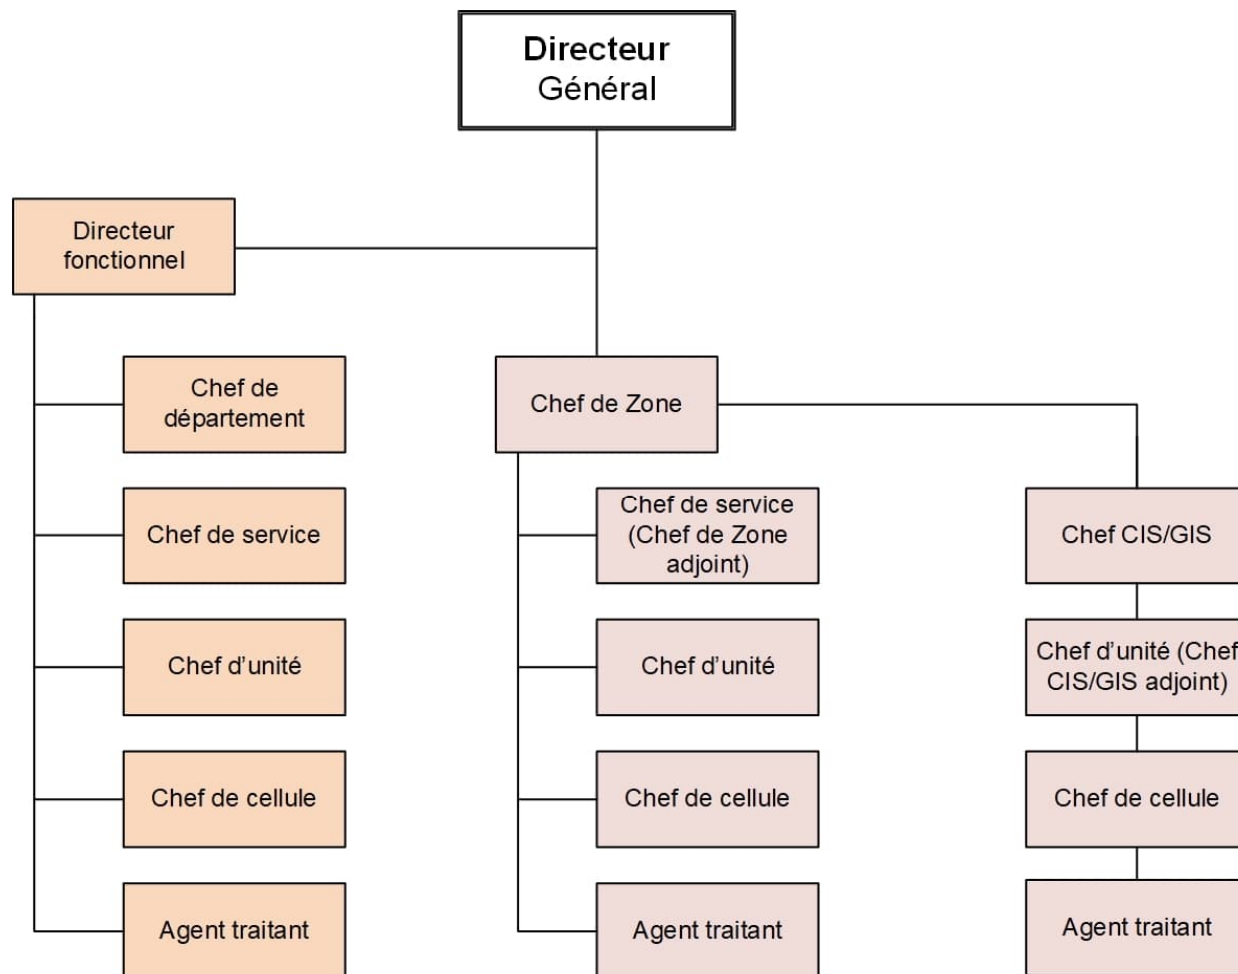 Directeur
Général
Directeur
fonctionnel
Chef de
département
Chef de Zone
Chef de service
Chef de service
(Chef de Zone
adjoint)
Chef CIS/GIS
Chef d’unité
Chef d’unité
Chef d’unité (Chef
CIS/GIS adjoint)
Chef de cellule
Chef de cellule
Chef de cellule
Agent traitant
Agent traitant
Agent traitant